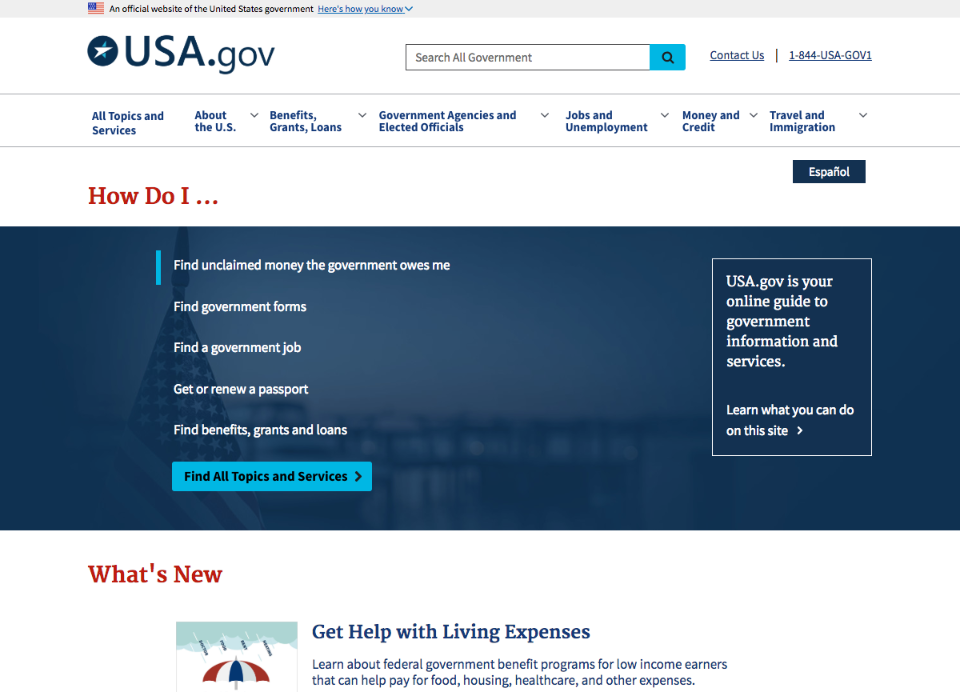 An official website of the United States government Here's how you know
USA.gov
Search All Government
Contact Us
1-844-USA-GOV1
All Topics and
Services
About
the U.S.
Benefits,
Grants, Loans
Government Agencies and
Elected Officials
Jobs and
Unemployment
Money and
Credit
Travel and
Immigration
Español
How Do I ...
Find unclaimed money the government owes me
Find government forms
Find a government job
Get or renew a passport
Find benefits, grants and loans
Find All Topics and Services
USA.gov is your
online guide to
government
information and
services.
Learn what you can do
on this site
What's New
Get Help with Living Expenses
Learn about federal government benefit programs for low income earners
that can help pay for food, housing, healthcare, and other expenses.